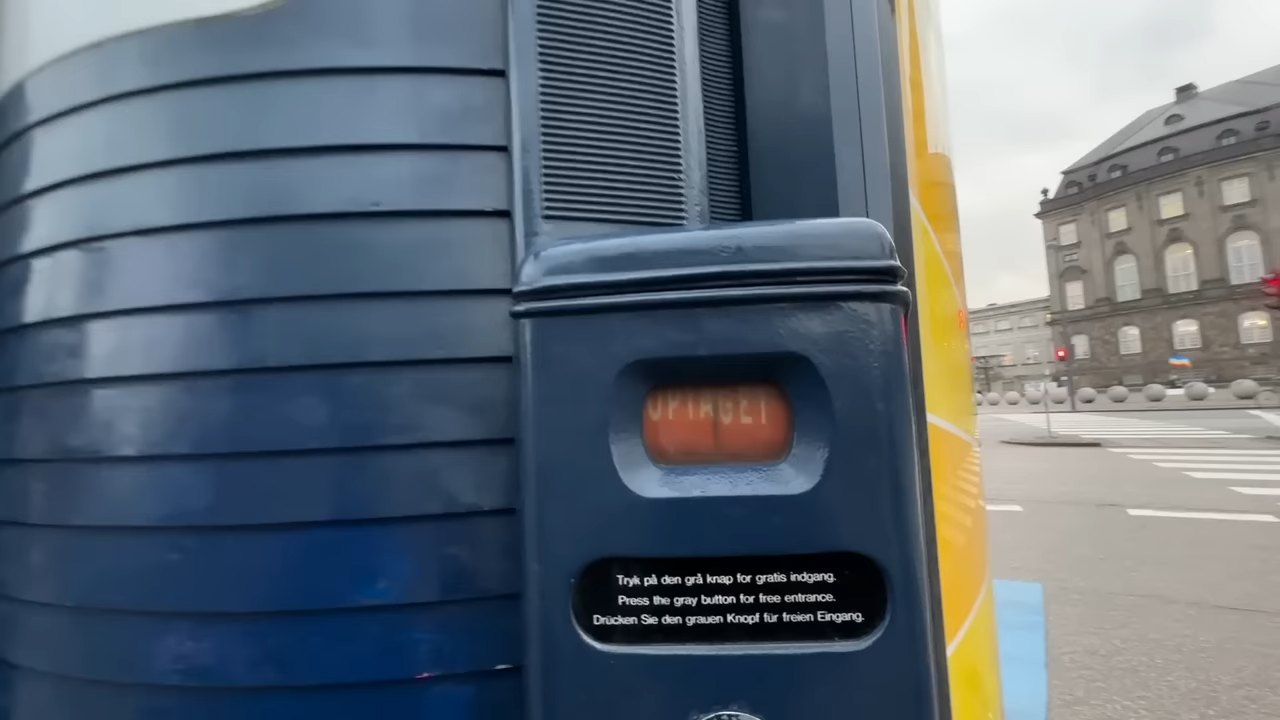 OPTAGET
Tryk på den grå knap for gratis indgang.
Press the gray button for free entrance.
Drücken Sie den grauen Knopf für freien Eingang.